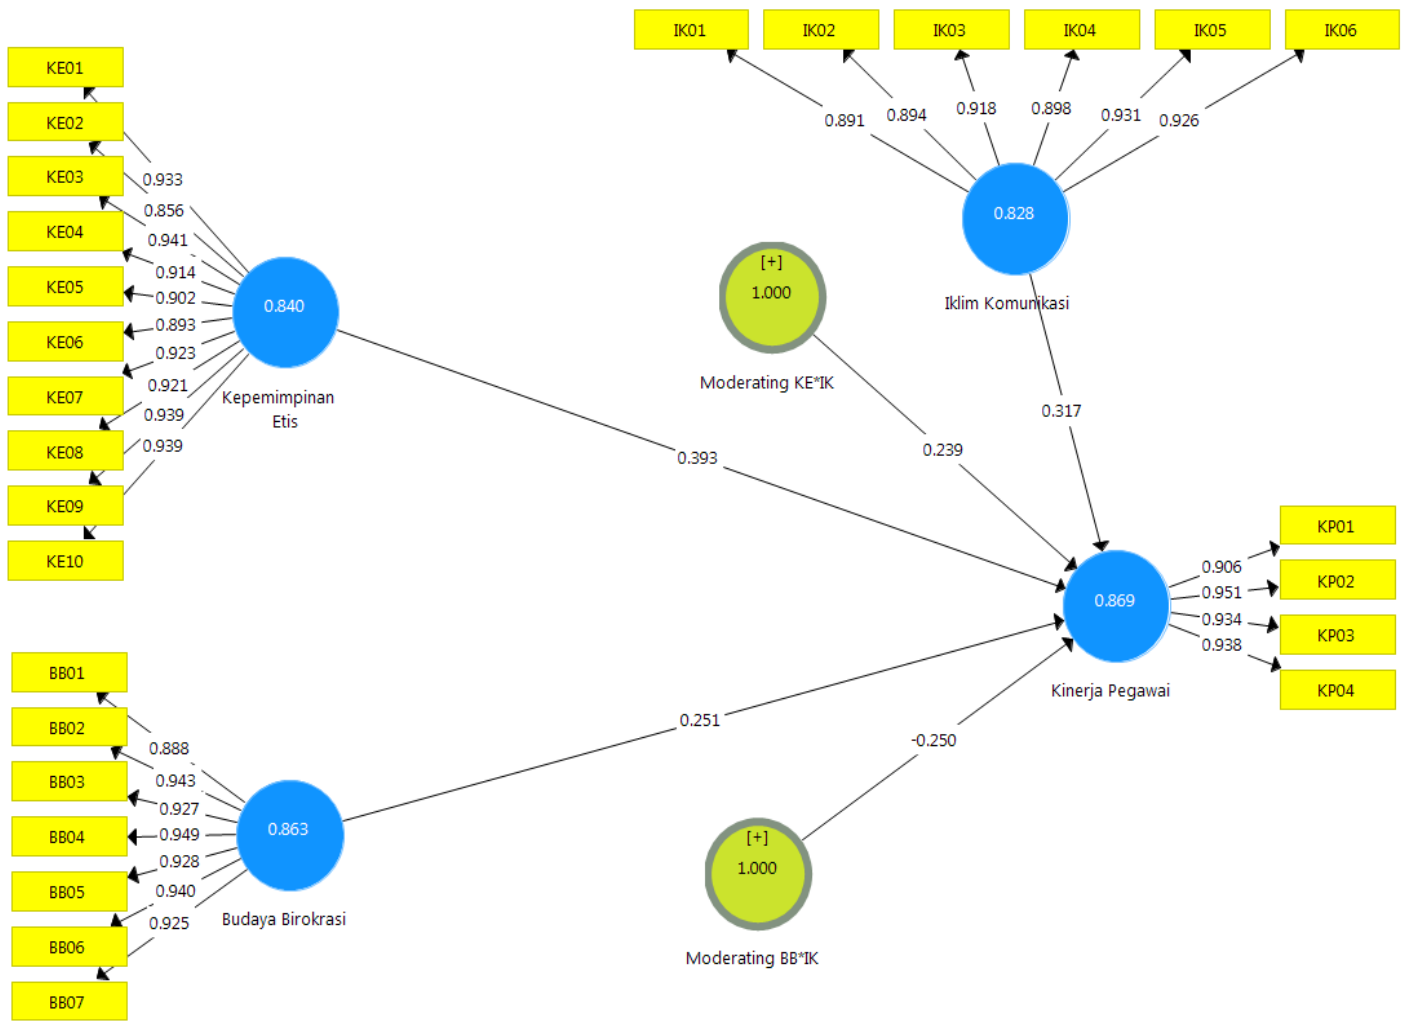 IK01
IK02
IK03
IK04
IK05
IK06
0.891
0.894
0.918
0.898
0.931
0.926
0.828
Iklim Komunikasi
KE01
KE02
KE03
KE04
KE05
KE06
KE07
KE08
KE09
KE10
0.933
0.856
0.941
0.914
0.902
0.893
0.923
0.921
0.939
0.939
0.840
Kepemimpinan
Etis
[+]
1.000
Moderating KE*IK
0.393
0.239
0.317
KP01
KP02
KP03
KP04
0.906
0.951
0.934
0.938
0.869
Kinerja Pegawai
BB01
BB02
BB03
BB04
BB05
BB06
BB07
0.888
0.943
0.927
0.949
0.928
0.940
0.925
0.863
Budaya Birokrasi
0.251
-0.250
[+]
1.000
Moderating BB*IK